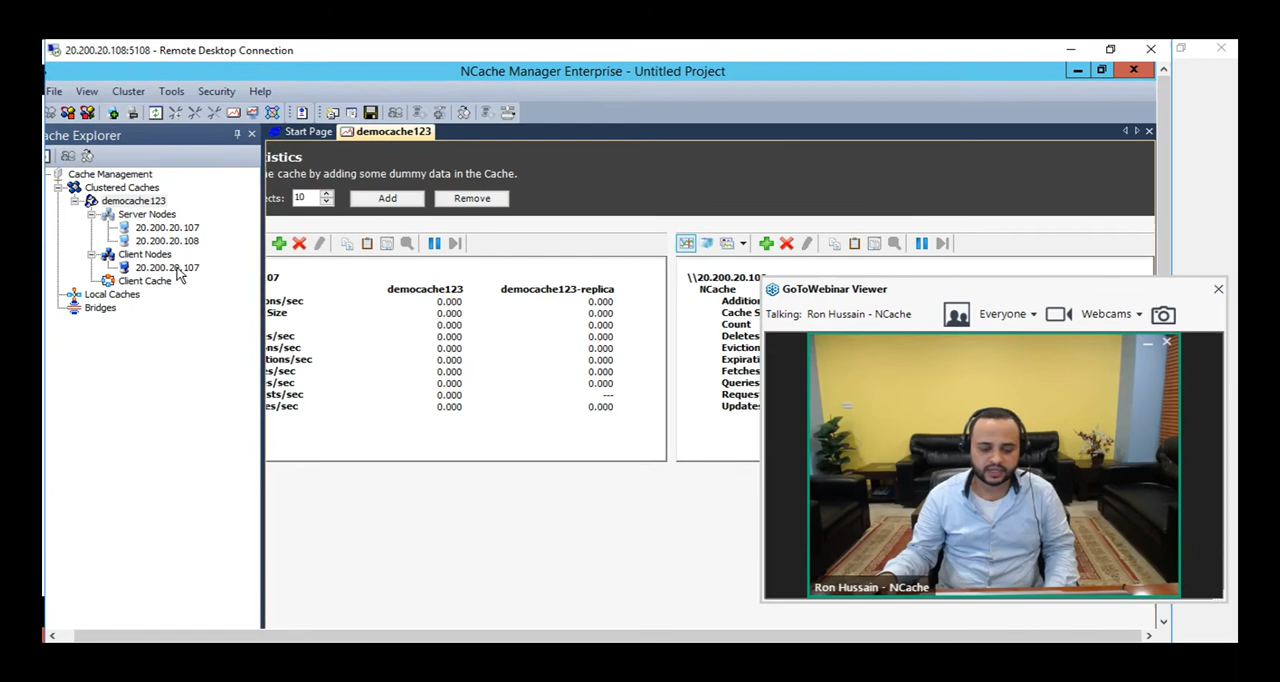 20.200.20.108:5108 - Remote Desktop Connection
NCache Manager Enterprise - Untitled Project
File View Cluster Tools Security Help
ache Explorer
Start Page
democache123
Cache Management
Clustered Caches
democache123
Server Nodes
20.200.20.107
20.200.20.108
Client Nodes
20.200.20.107
Client Cache
Local Caches
Bridges
istics
e cache by adding some dummy data in the Cache.
ects: 10 Add Remove
07
democache123 democache123-replica
ons/sec 0.000 0.000
Size 0.000 0.000
0.000 0.000
s/sec 0.000 0.000
ons/sec 0.000 0.000
tions/sec 0.000 0.000
es/sec 0.000 0.000
s/sec 0.000 0.000
sts/sec 0.000 ---
es/sec 0.000 0.000
\\20.200.20.108
NCache
Addition
Cache S
Count
Deletes
Eviction
Expirati
Fetches
Queries
Reques
Updates
GoToWebinar Viewer
Talking: Ron Hussain - NCache
Everyone
Webcams
Ron Hussain - NCache